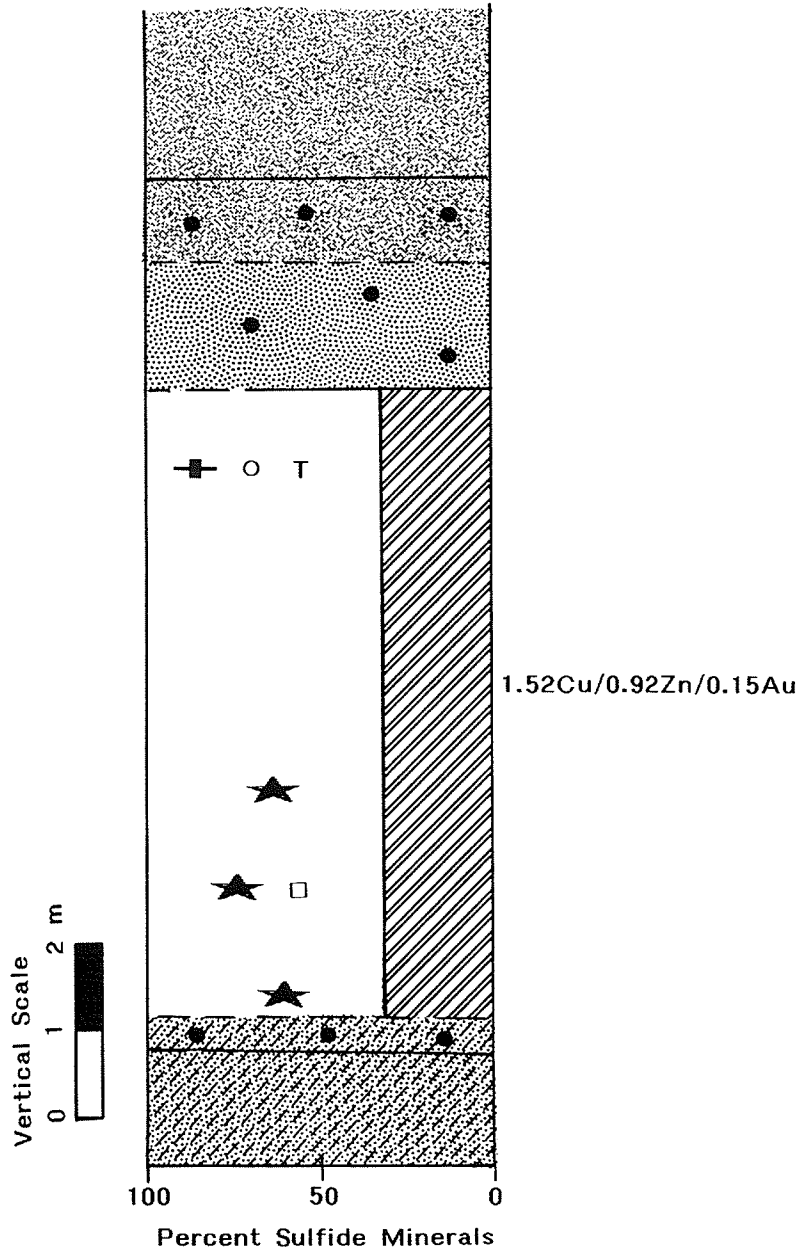 O T
1.52Cu/0.92Zn/0.15Au
Vertical Scale
0 1 2 m
100 50 0
Percent Sulfide Minerals